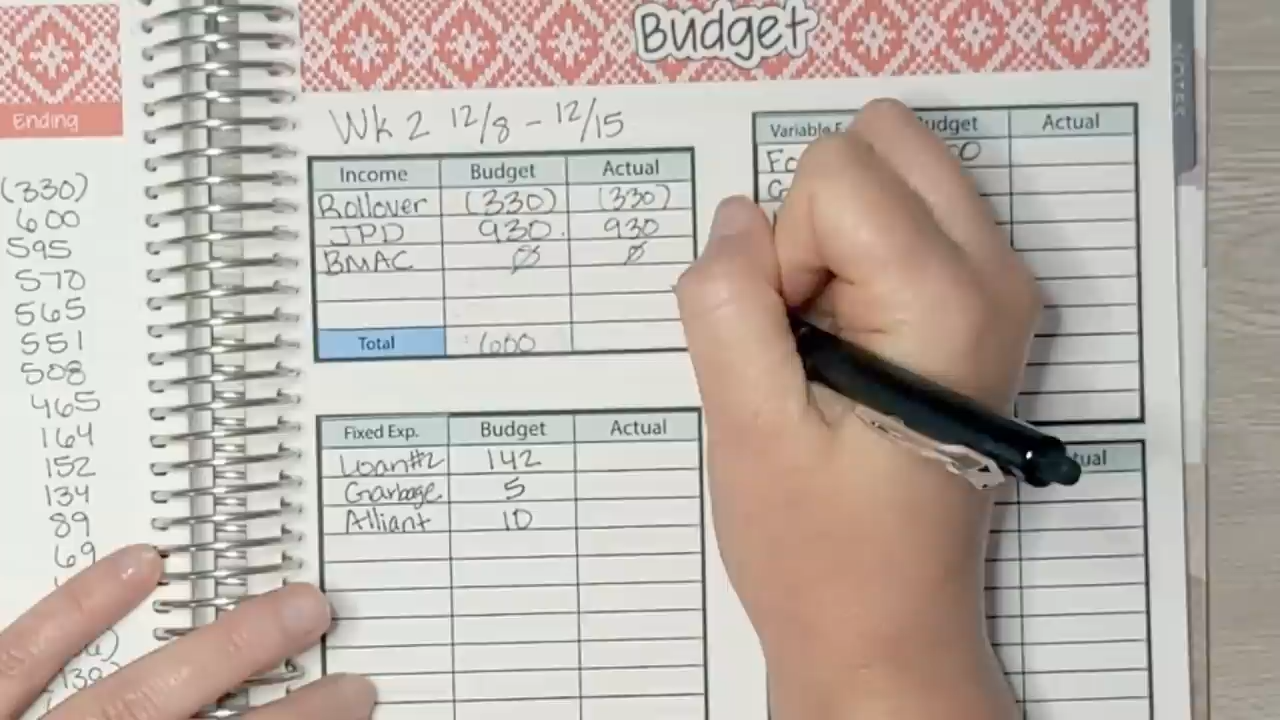 Budget
Ending
(330)
600
595
570
565
551
508
465
164
152
134
89
69
Wk 2 12/8 - 12/15
Income Budget Actual
Rollover (330) (330)
JPD 930. 930
BMAC Ø Ø
Total 600
Fixed Exp. Budget Actual
Loan#2 142
Garbage 5
Alliant 10
Variable Budget Actual